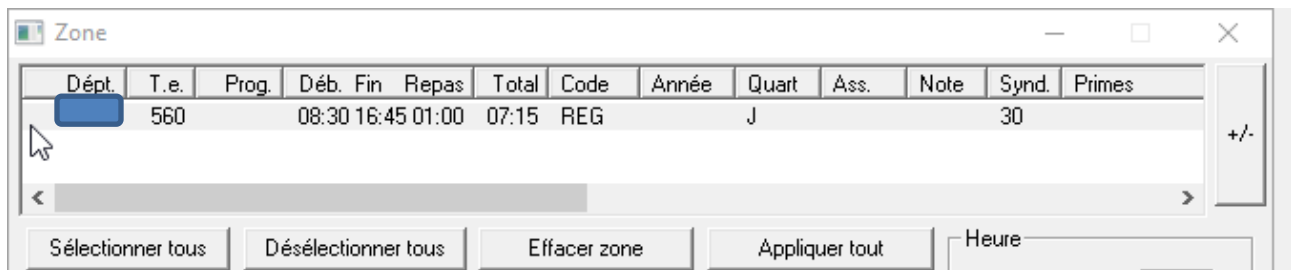 Zone
Dépt. T.e. Prog. Déb. Fin Repas Total Code Année Quart Ass. Note Synd. Primes
560 08:30 16:45 01:00 07:15 REG J 30
+/-
Sélectionner tous Désélectionner tous Effacer zone Appliquer tout Heure